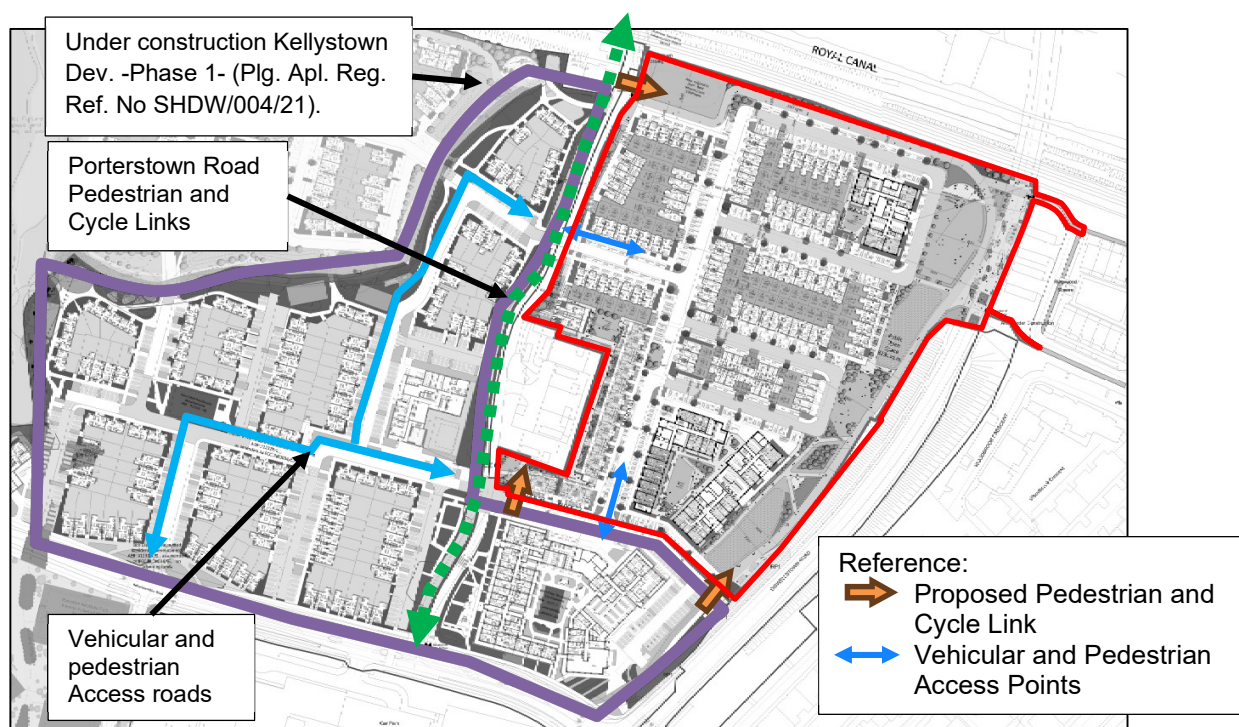 Under construction Kellystown
Dev. -Phase 1- (Plg. Apl. Reg.
Ref. No SHDW/004/21).
ROYAL CANAL
Porterstown Road
Pedestrian and
Cycle Links
Vehicular and
pedestrian
Access roads
DIAWELLSTOWN ROAD
Reference:
Proposed Pedestrian and
Cycle Link
Vehicular and Pedestrian
Access Points